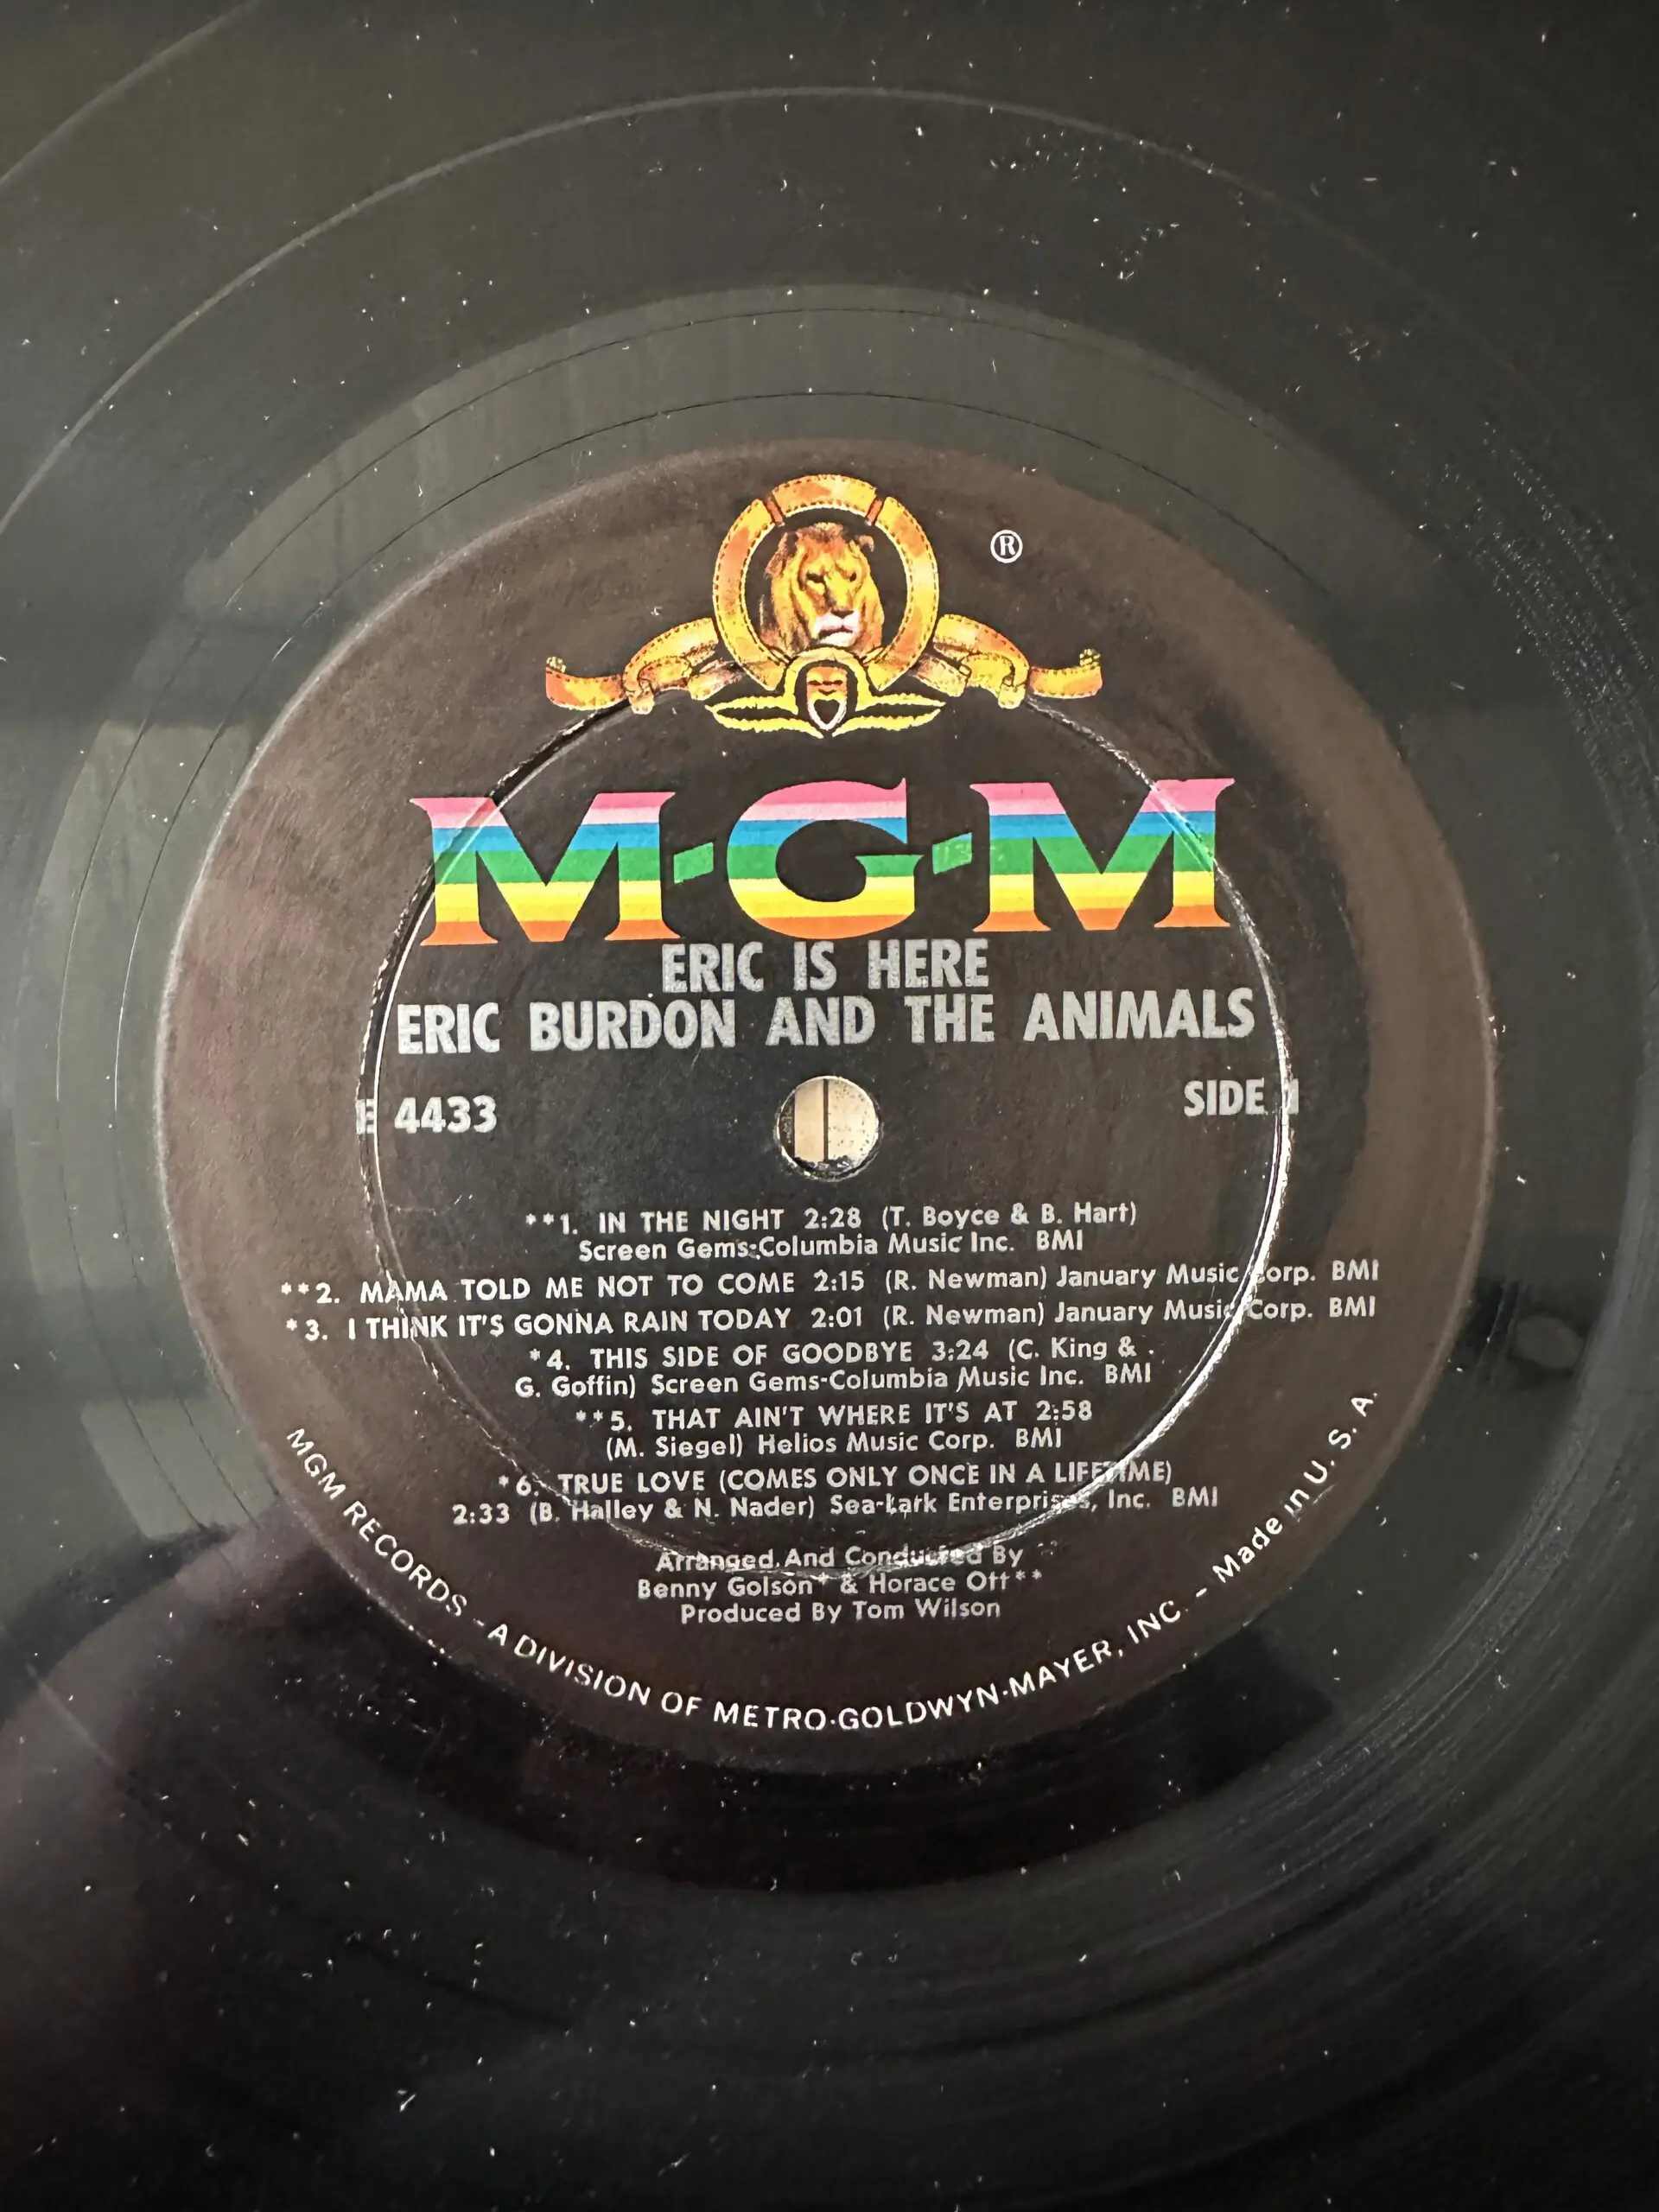 ®
M-G-M
ERIC IS HERE
ERIC BURDON AND THE ANIMALS
E 4433
SIDE 1
**1. IN THE NIGHT 2:28 (T. Boyce & B. Hart)
Screen Gems-Columbia Music Inc. BMI
**2. MAMA TOLD ME NOT TO COME 2:15 (R. Newman) January Music Corp. BMI
*3. I THINK IT'S GONNA RAIN TODAY 2:01 (R. Newman) January Music Corp. BMI
*4. THIS SIDE OF GOODBYE 3:24 (C. King &
G. Goffin) Screen Gems-Columbia Music Inc. BMI
**5. THAT AIN'T WHERE IT'S AT 2:58
(M. Siegel) Helios Music Corp. BMI
*6. TRUE LOVE (COMES ONLY ONCE IN A LIFETIME)
2:33 (B. Halley & N. Nader) Sea-Lark Enterprises, Inc. BMI
Arranged And Conducted By
Benny Golson* & Horace Ott**
Produced By Tom Wilson
MGM RECORDS - A DIVISION OF METRO-GOLDWYN-MAYER, INC. - Made in U. S. A.